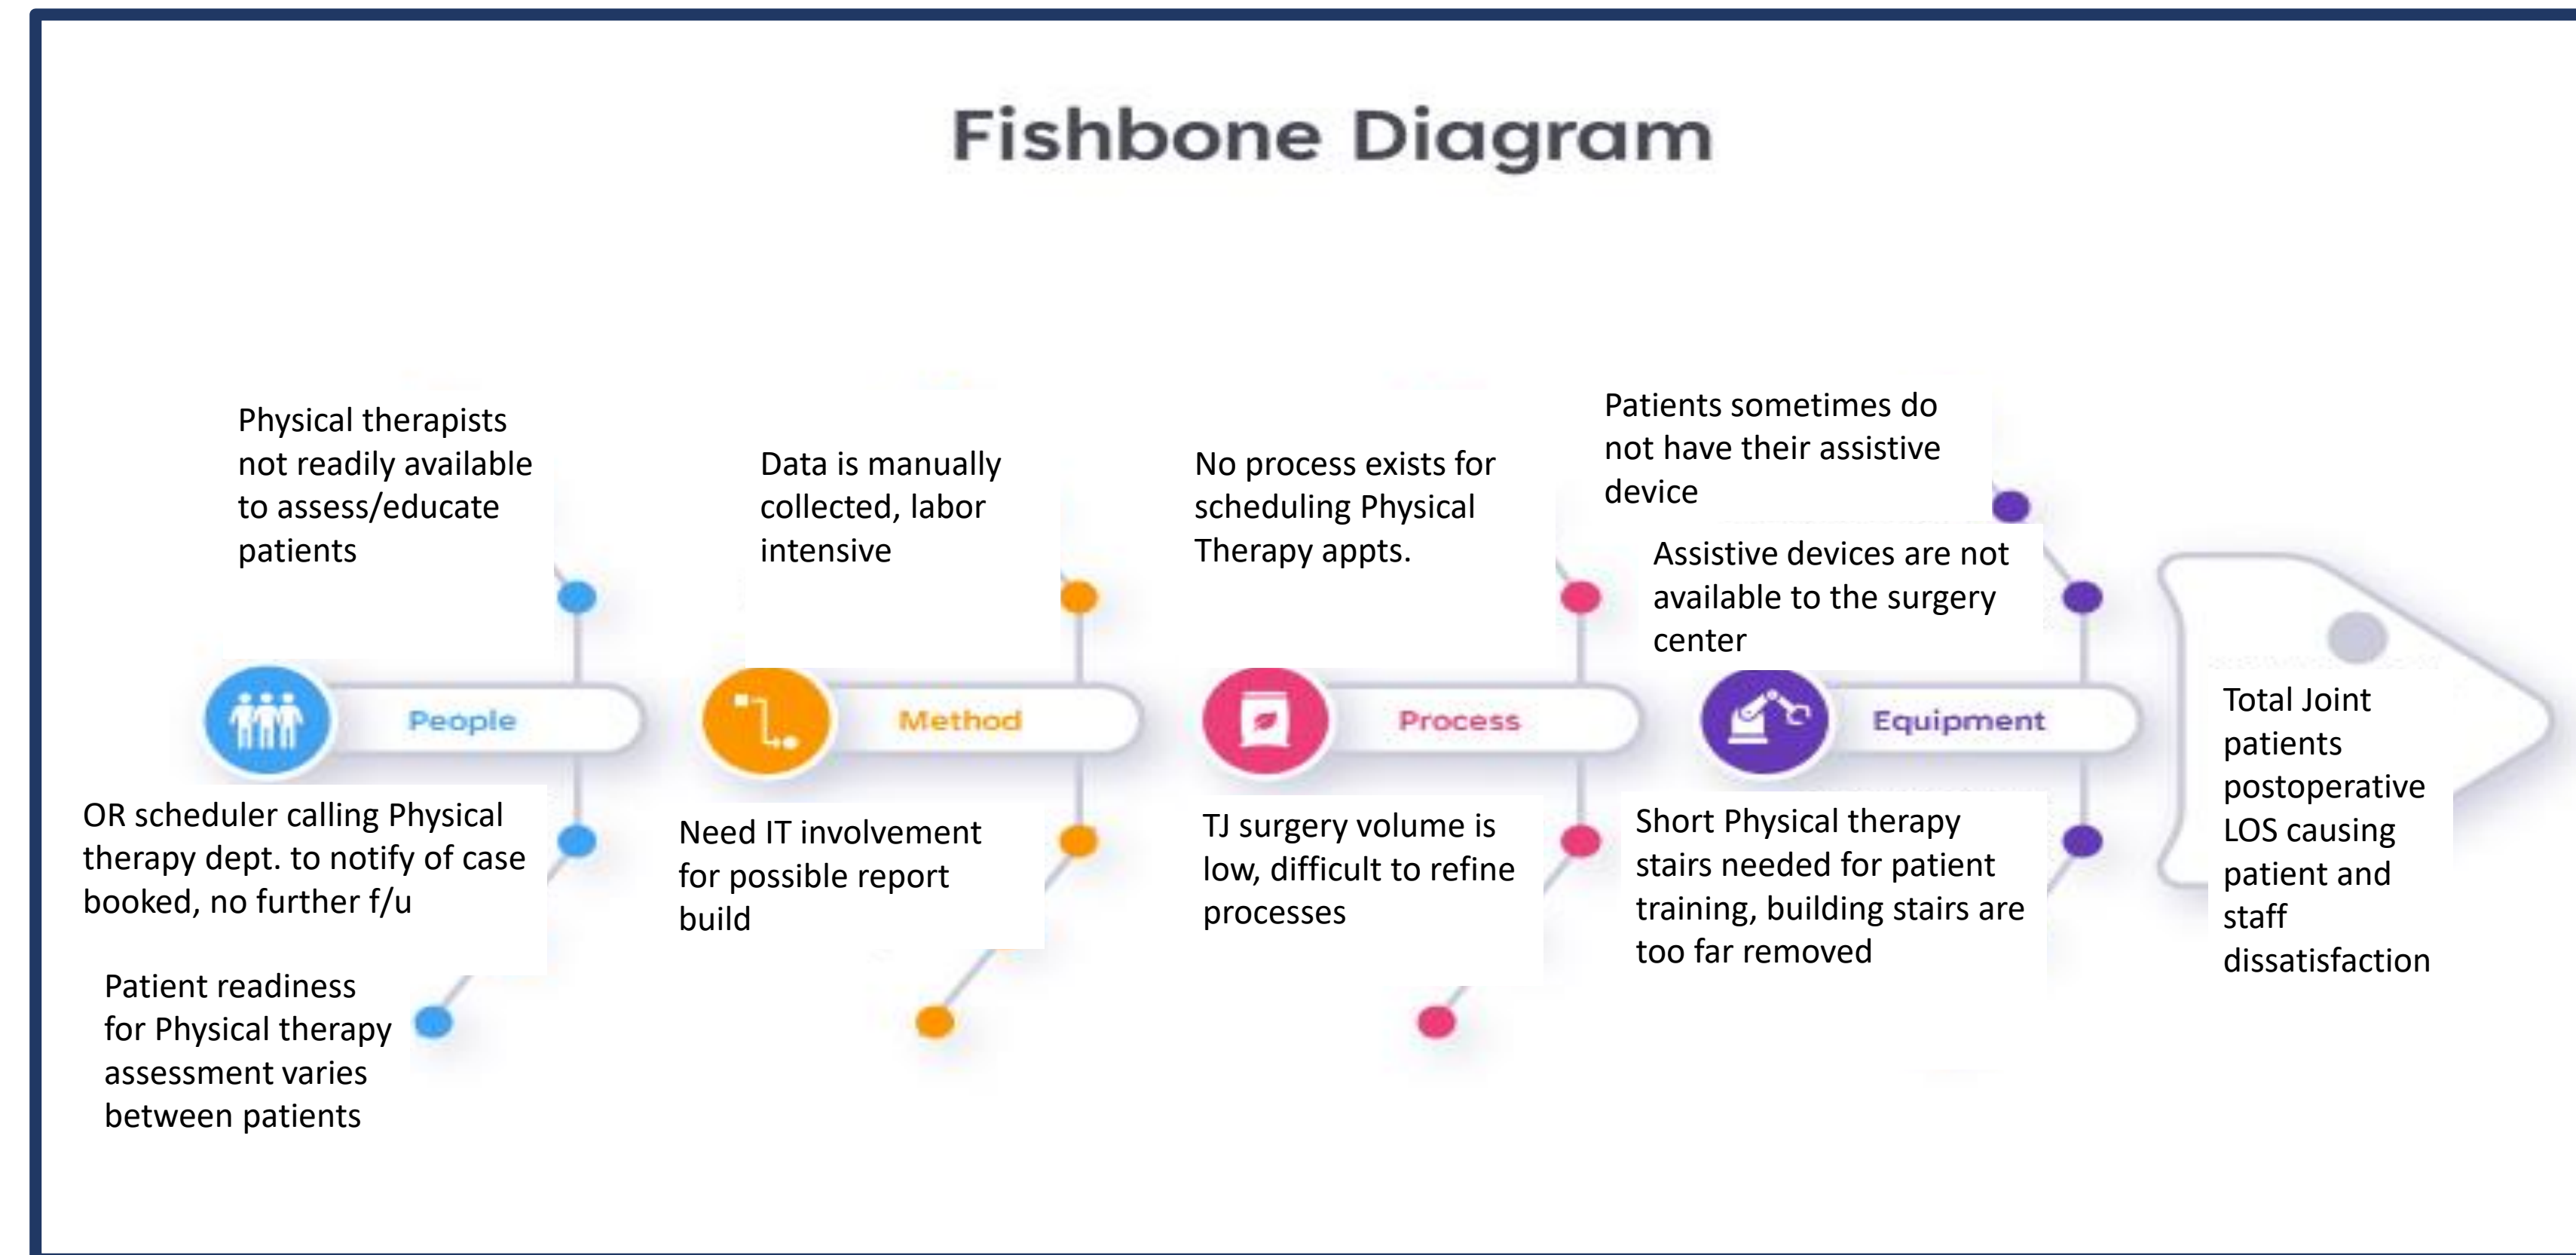 Fishbone Diagram
Physical therapists
not readily available
to assess/educate
patients
Data is manually
collected, labor
intensive
No process exists for
scheduling Physical
Therapy appts.
Patients sometimes do
not have their assistive
device
Assistive devices are not
available to the surgery
center
People
Method
Process
Equipment
OR scheduler calling Physical
therapy dept. to notify of case
booked, no further f/u
Patient readiness
for Physical therapy
assessment varies
between patients
Need IT involvement
for possible report
build
TJ surgery volume is
low, difficult to refine
processes
Short Physical therapy
stairs needed for patient
training, building stairs are
too far removed
Total Joint
patients
postoperative
LOS causing
patient and
staff
dissatisfaction